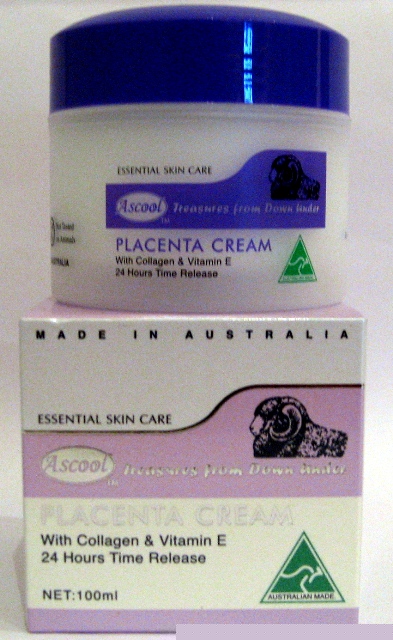 ESSENTIAL SKIN CARE
Ascool™ Treasures from Down Under
PLACENTA CREAM
With Collagen & Vitamin E
24 Hours Time Release
MADE IN AUSTRALIA
ESSENTIAL SKIN CARE
Ascool™ Treasures from Down Under
PLACENTA CREAM
With Collagen & Vitamin E
24 Hours Time Release
NET:100ml
AUSTRALIAN MADE